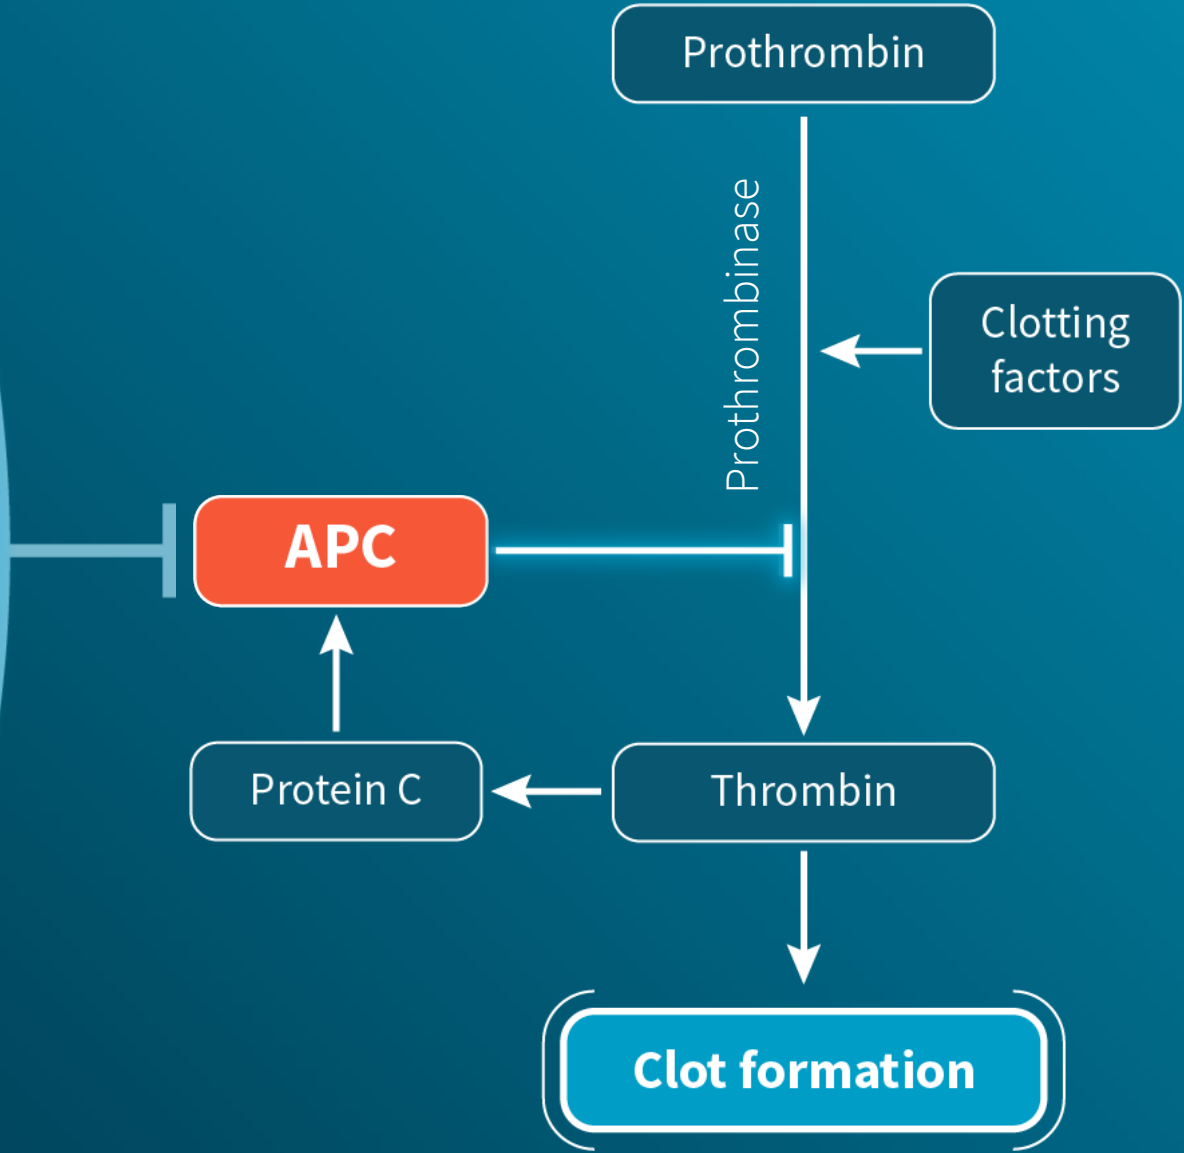 Prothrombin
Prothrombinase
Clotting
factors
APC
Protein C
Thrombin
Clot formation